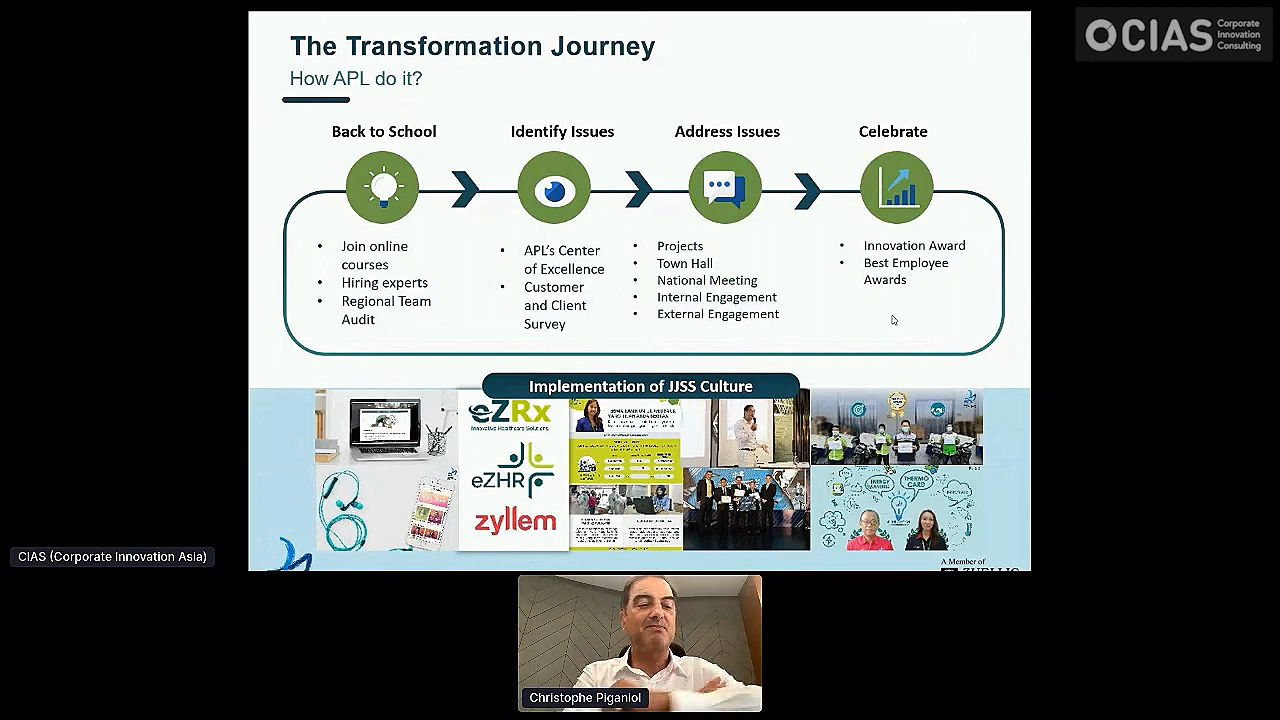 The Transformation Journey
How APL do it?
OCIAS Corporate
Innovation
Consulting
Back to School
Identify Issues
Address Issues
Celebrate
• Join online
courses
• Hiring experts
• Regional Team
Audit
• APL's Center
of Excellence
• Customer
and Client
Survey
• Projects
• Town Hall
• National Meeting
• Internal Engagement
• External Engagement
• Innovation Award
• Best Employee
Awards
Implementation of JJSS Culture
eZRx
Innovative Healthcare Solutions.
eZHR
zyllem
THERMO
CARD
A Member of
CIAS (Corporate Innovation Asia)
Christophe Piganiol